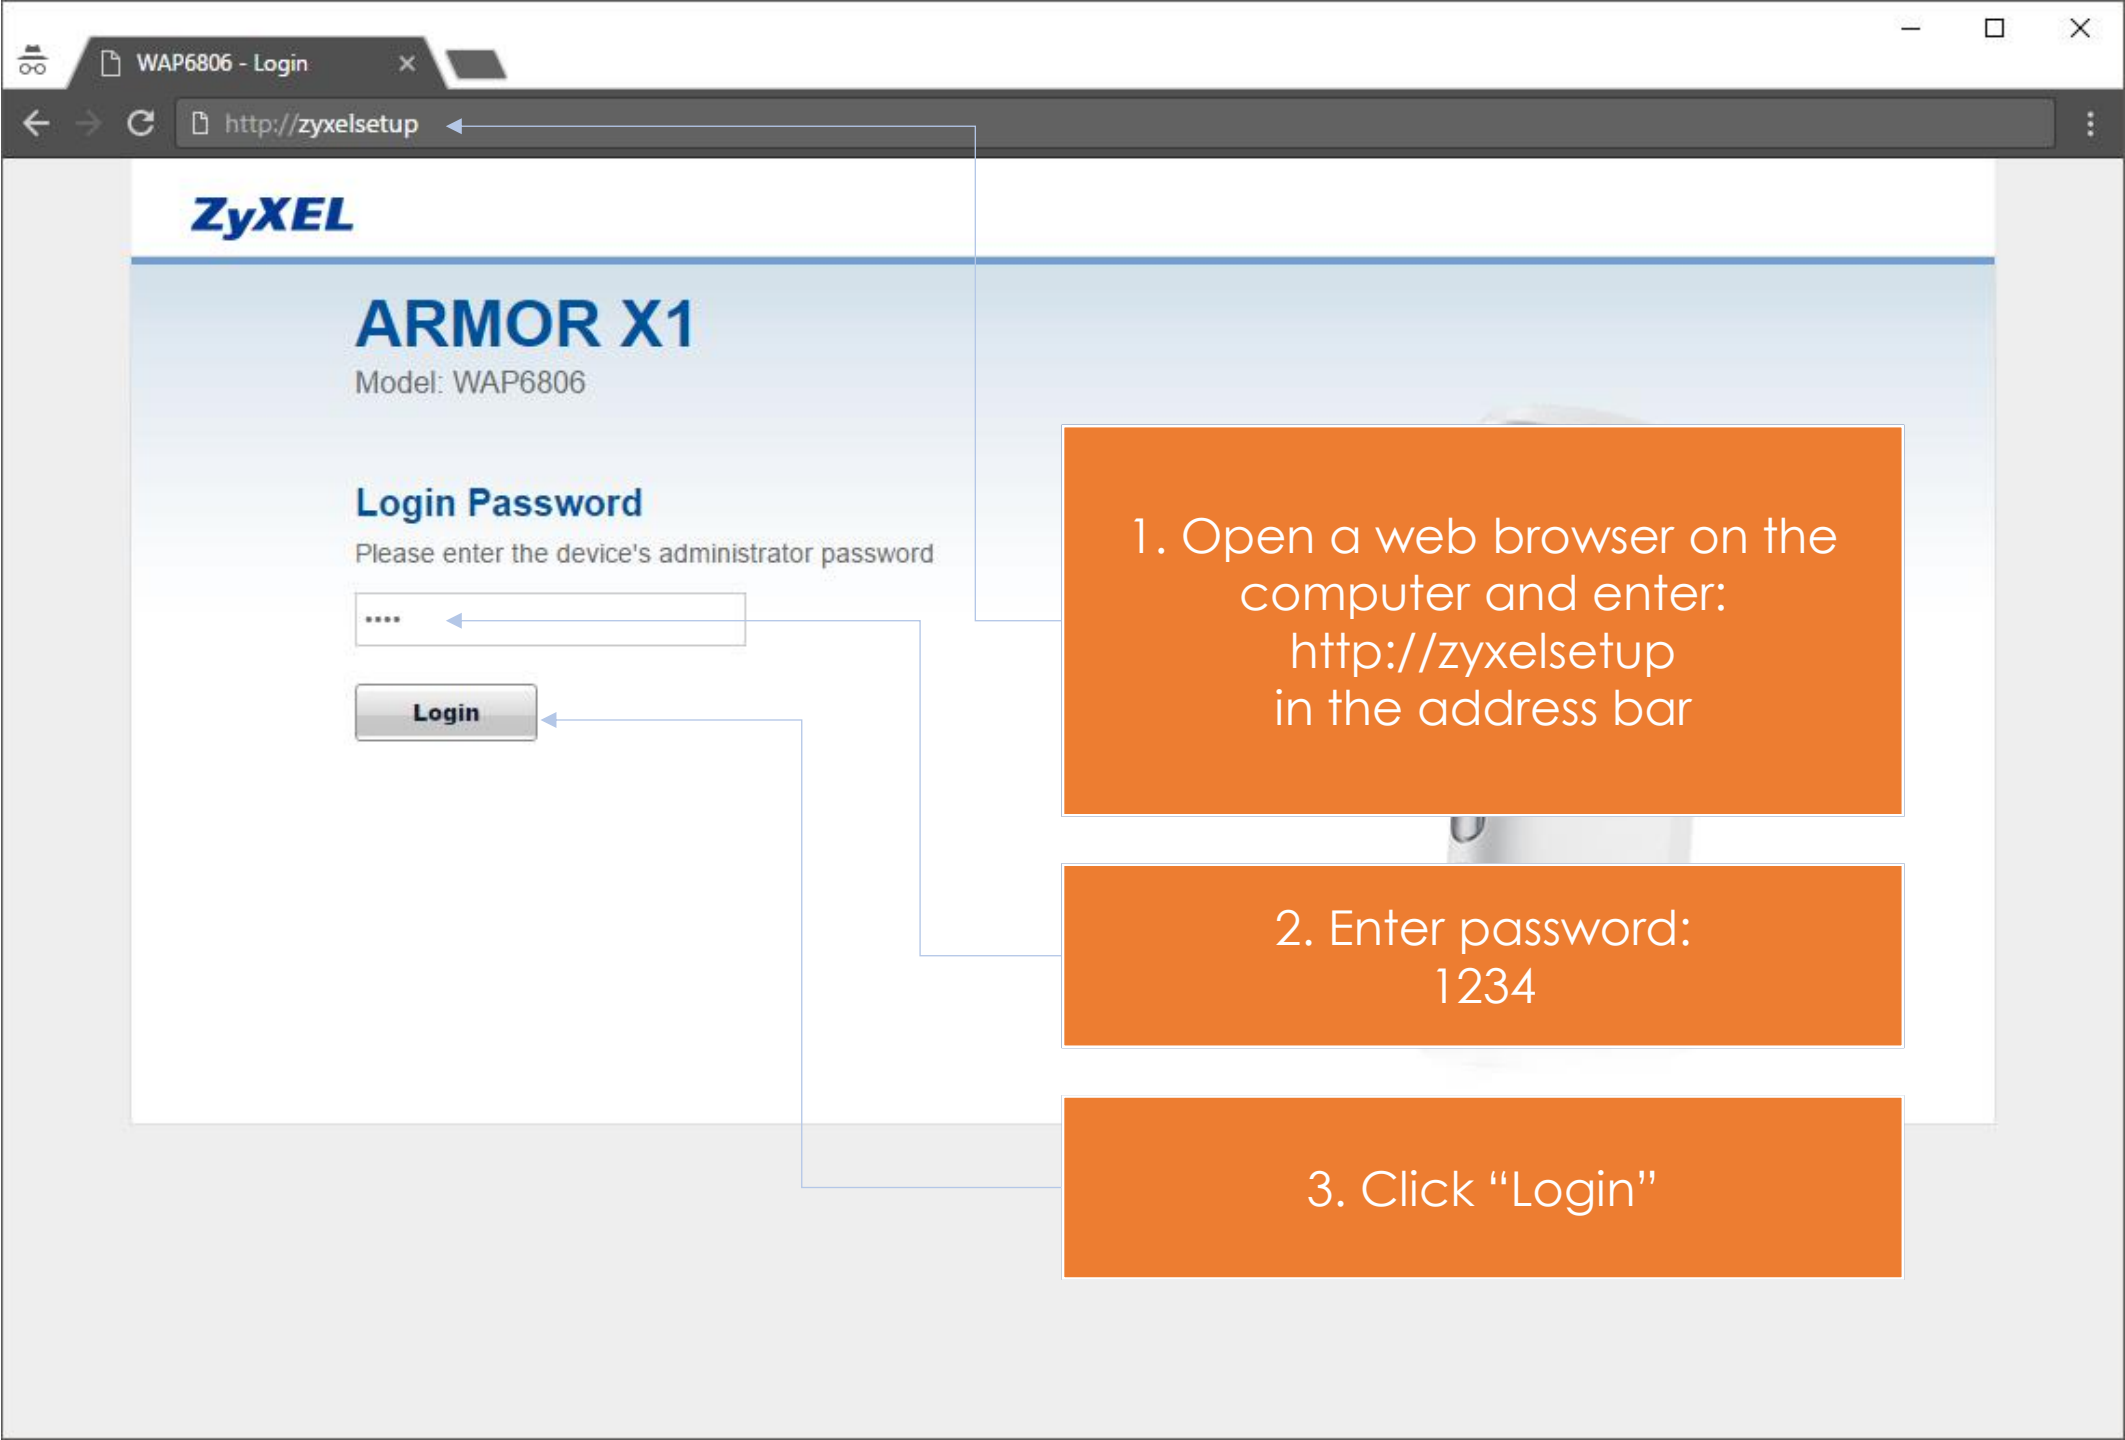 WAP6806 - Login
http://zyxelsetup
ZyXEL
ARMOR X1
Model: WAP6806
Login Password
Please enter the device's administrator password
••••
Login
1. Open a web browser on the
computer and enter:
http://zyxelsetup
in the address bar
2. Enter password:
1234
3. Click “Login”